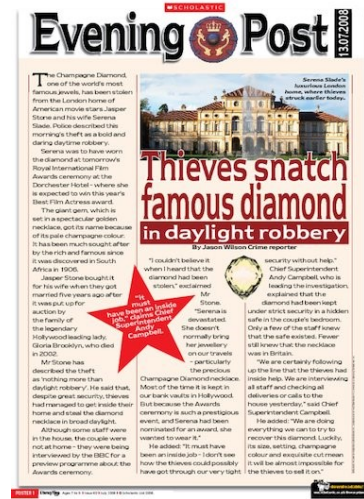 SCHOLASTIC
Evening Post
13/07/2008
Serena Slade's
luxurious London
home, where thieves
struck earlier today.
The Champagne Diamond,
one of the world's most
famous jewels, has been stolen
from the London home of
American movie stars Jasper
Stone and his wife Serena
Slade. Police described this
morning's theft as a bold and
daring daytime robbery.
Serena was to have worn
the diamond at tomorrow's
Royal International Film
Awards ceremony at the
Dorchester Hotel - where she
is expected to win this year's
Best Film Actress award.
The giant gem, which is
set in a spectacular golden
necklace, got its name because
of its pale champagne colour.
It has been much sought after
by the rich and famous since
it was discovered in South
Africa in 1906.
Jasper Stone bought it
for his wife when they got
married five years ago after
it was put up for
auction by the
family of
the legendary
Hollywood leading lady,
Gloria Brooklyn, who died
in 2002.
Mr Stone has
described the theft
as 'nothing more than
daylight robbery'. He said that,
despite great security, thieves
had managed to get inside their
home and steal the diamond
necklace in broad daylight.
Although some staff were
in the house, the couple were
not at home - they were being
interviewed by the BBC for a
preview programme about the
Awards ceremony.
Thieves snatch
famous diamond
in daylight robbery
By Jason Wilson Crime reporter
"It
must
have been an inside
job," claims Chief
Superintendent
Andy
Campbell.
"I couldn't believe it
when I heard that the
diamond had been
stolen," exclaimed
Mr
Stone.
"Serena is
devastated.
She doesn't
normally bring
her jewellery
on our travels
- particularly
the precious
Champagne Diamond necklace.
Most of the time it is kept in
our bank vaults in Hollywood.
But because the Awards
ceremony is such a prestigious
event, and Serena had been
nominated for an award, she
wanted to wear it."
He added: "It must have
been an inside job - I don't see
how the thieves could possibly
have got through our very tight
security without help."
Chief Superintendent
Andy Campbell, who is
leading the investigation,
explained that the
diamond had been kept
under strict security in a hidden
safe in the couple's bedroom.
Only a few of the staff knew
that the safe existed. Fewer
still knew that the necklace
was in Britain.
"We are certainly following
up the line that the thieves had
inside help. We are interviewing
all staff and checking all
deliveries or calls to the
house yesterday," said Chief
Superintendent Campbell.
He added: "We are doing
everything we can to try to
recover this diamond. Luckily,
its size, setting, champagne
colour and exquisite cut mean
it will be almost impossible for
the thieves to sell it on."
POSTER 1